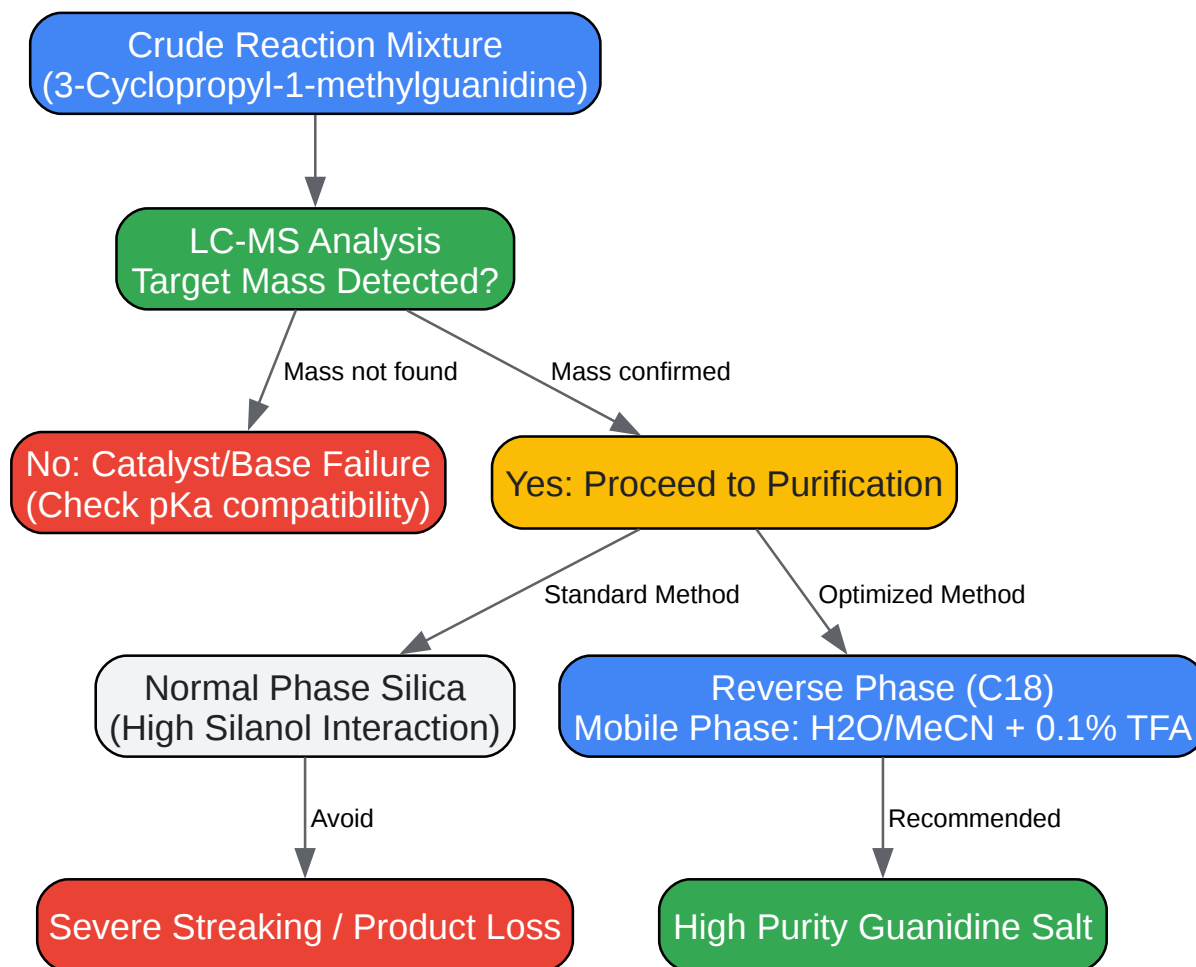 Crude Reaction Mixture
(3-Cyclopropyl-1-methylguanidine)
LC-MS Analysis
Target Mass Detected?
Mass not found
Mass confirmed
No: Catalyst/Base Failure
(Check pKa compatibility)
Yes: Proceed to Purification
Standard Method
Optimized Method
Normal Phase Silica
(High Silanol Interaction)
Reverse Phase (C18)
Mobile Phase: H2O/MeCN + 0.1% TFA
Avoid
Recommended
Severe Streaking / Product Loss
High Purity Guanidine Salt